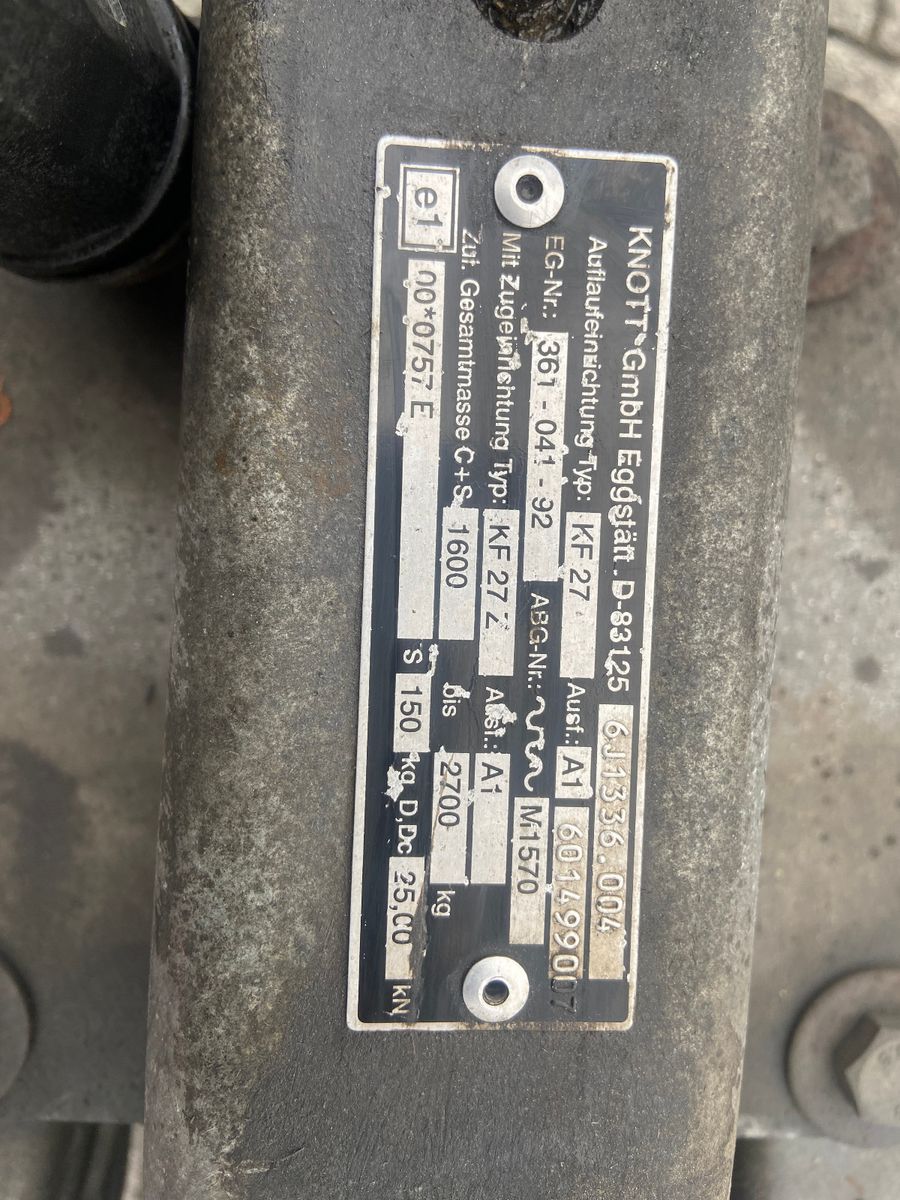 KNOTT GmbH Eggstätt D-83125 6J1336.004
Auflaufeinrichtung Typ: KF 27 Ausf.: A1 601499007
EG-Nr.: 361 - 041 - 92 ABG-Nr.: M1570
Mit Zugeinrichtung Typ: KF 27 Z Ausf.: A1
Zul. Gesamtmasse C + S 1600 bis 2700 kg
e1 00*0757 E S 150 kg D,Dc 25,00 kN